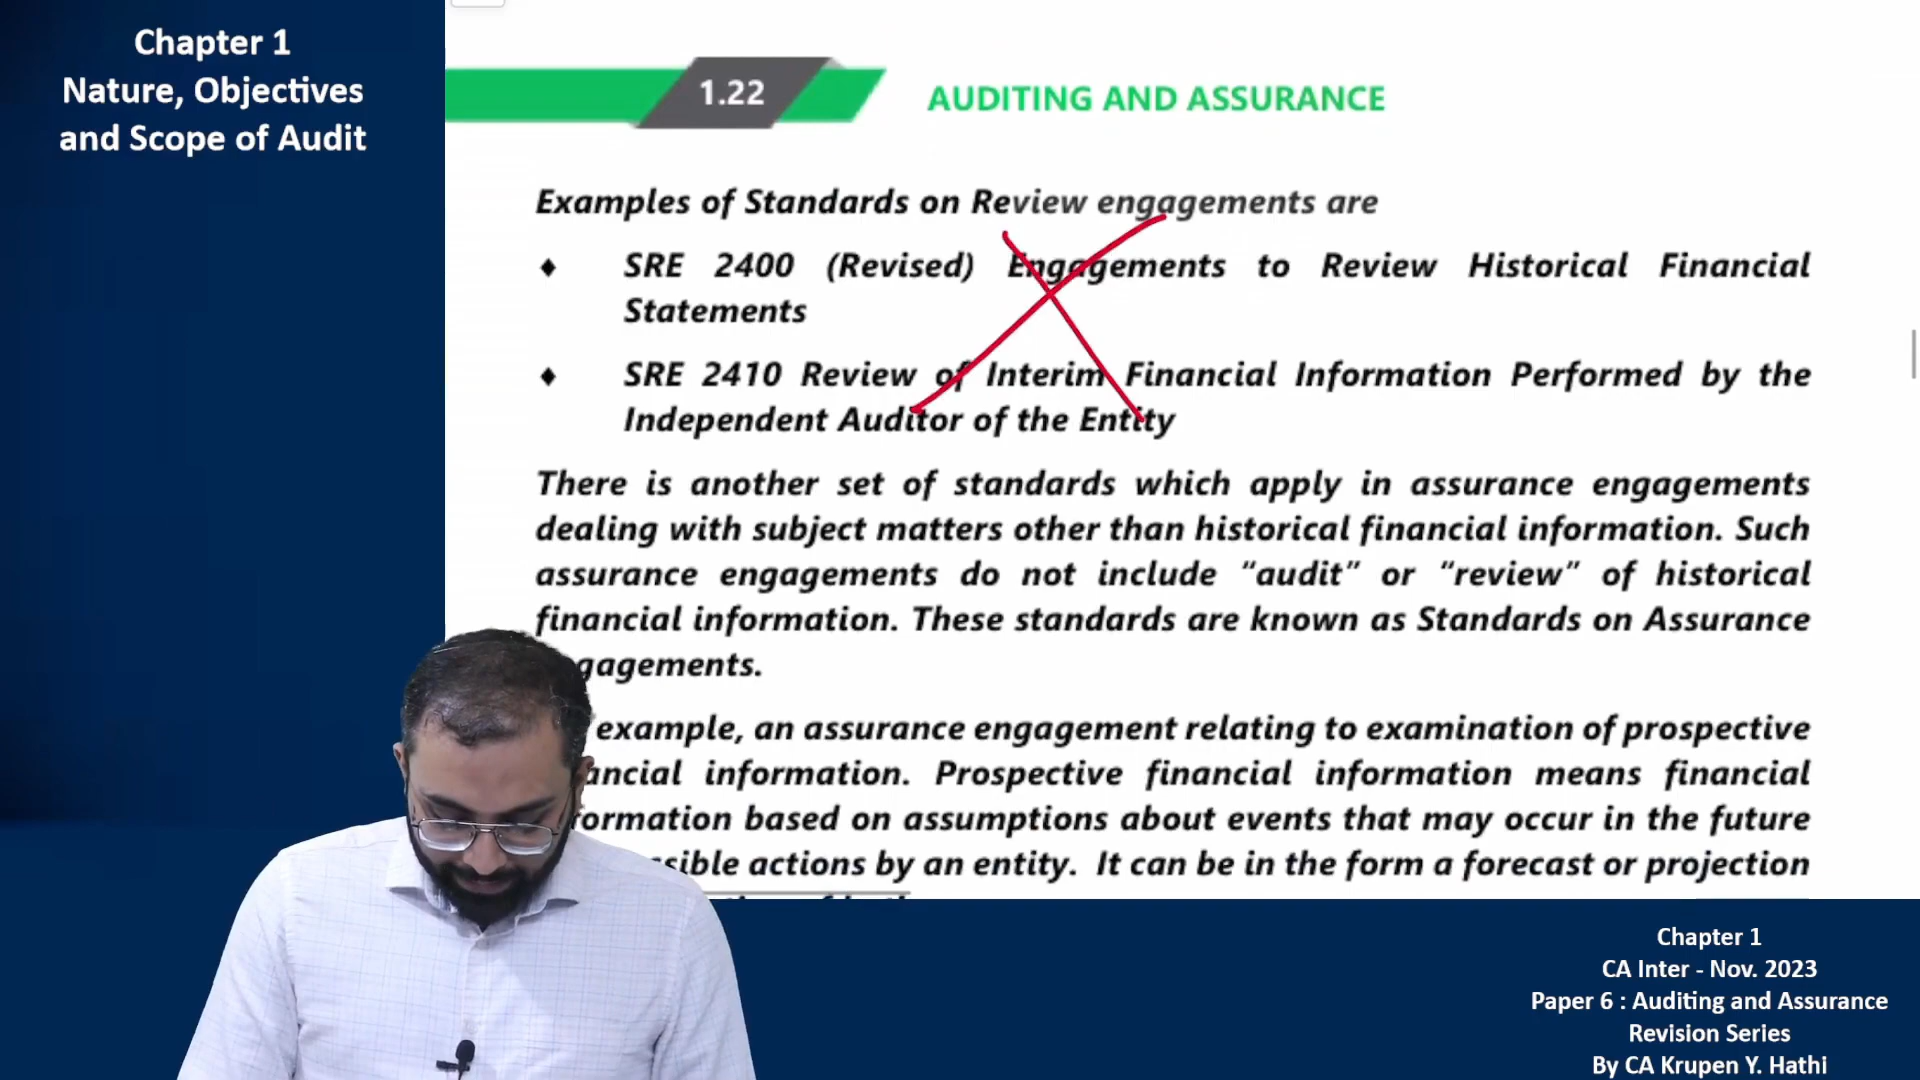 Chapter 1
Nature, Objectives
and Scope of Audit
1.22
AUDITING AND ASSURANCE
Examples of Standards on Review engagements are
♦ SRE 2400 (Revised) Engagements to Review Historical Financial
Statements
♦ SRE 2410 Review of Interim Financial Information Performed by the
Independent Auditor of the Entity
There is another set of standards which apply in assurance engagements
dealing with subject matters other than historical financial information. Such
assurance engagements do not include “audit” or “review” of historical
financial information. These standards are known as Standards on Assurance
gagements.
example, an assurance engagement relating to examination of prospective
ancial information. Prospective financial information means financial
ormation based on assumptions about events that may occur in the future
sible actions by an entity. It can be in the form a forecast or projection
Chapter 1
CA Inter - Nov. 2023
Paper 6 : Auditing and Assurance
Revision Series
By CA Krupen Y. Hathi